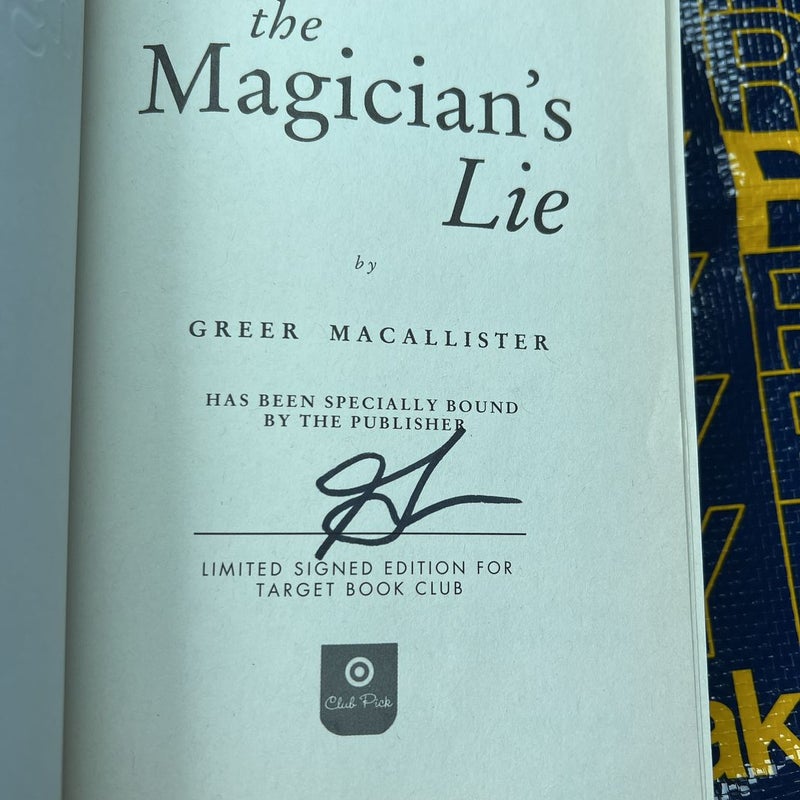 the
Magician's
Lie
by
GREER MACALLISTER
HAS BEEN SPECIALLY BOUND
BY THE PUBLISHER
LIMITED SIGNED EDITION FOR
TARGET BOOK CLUB
Club Pick
ak